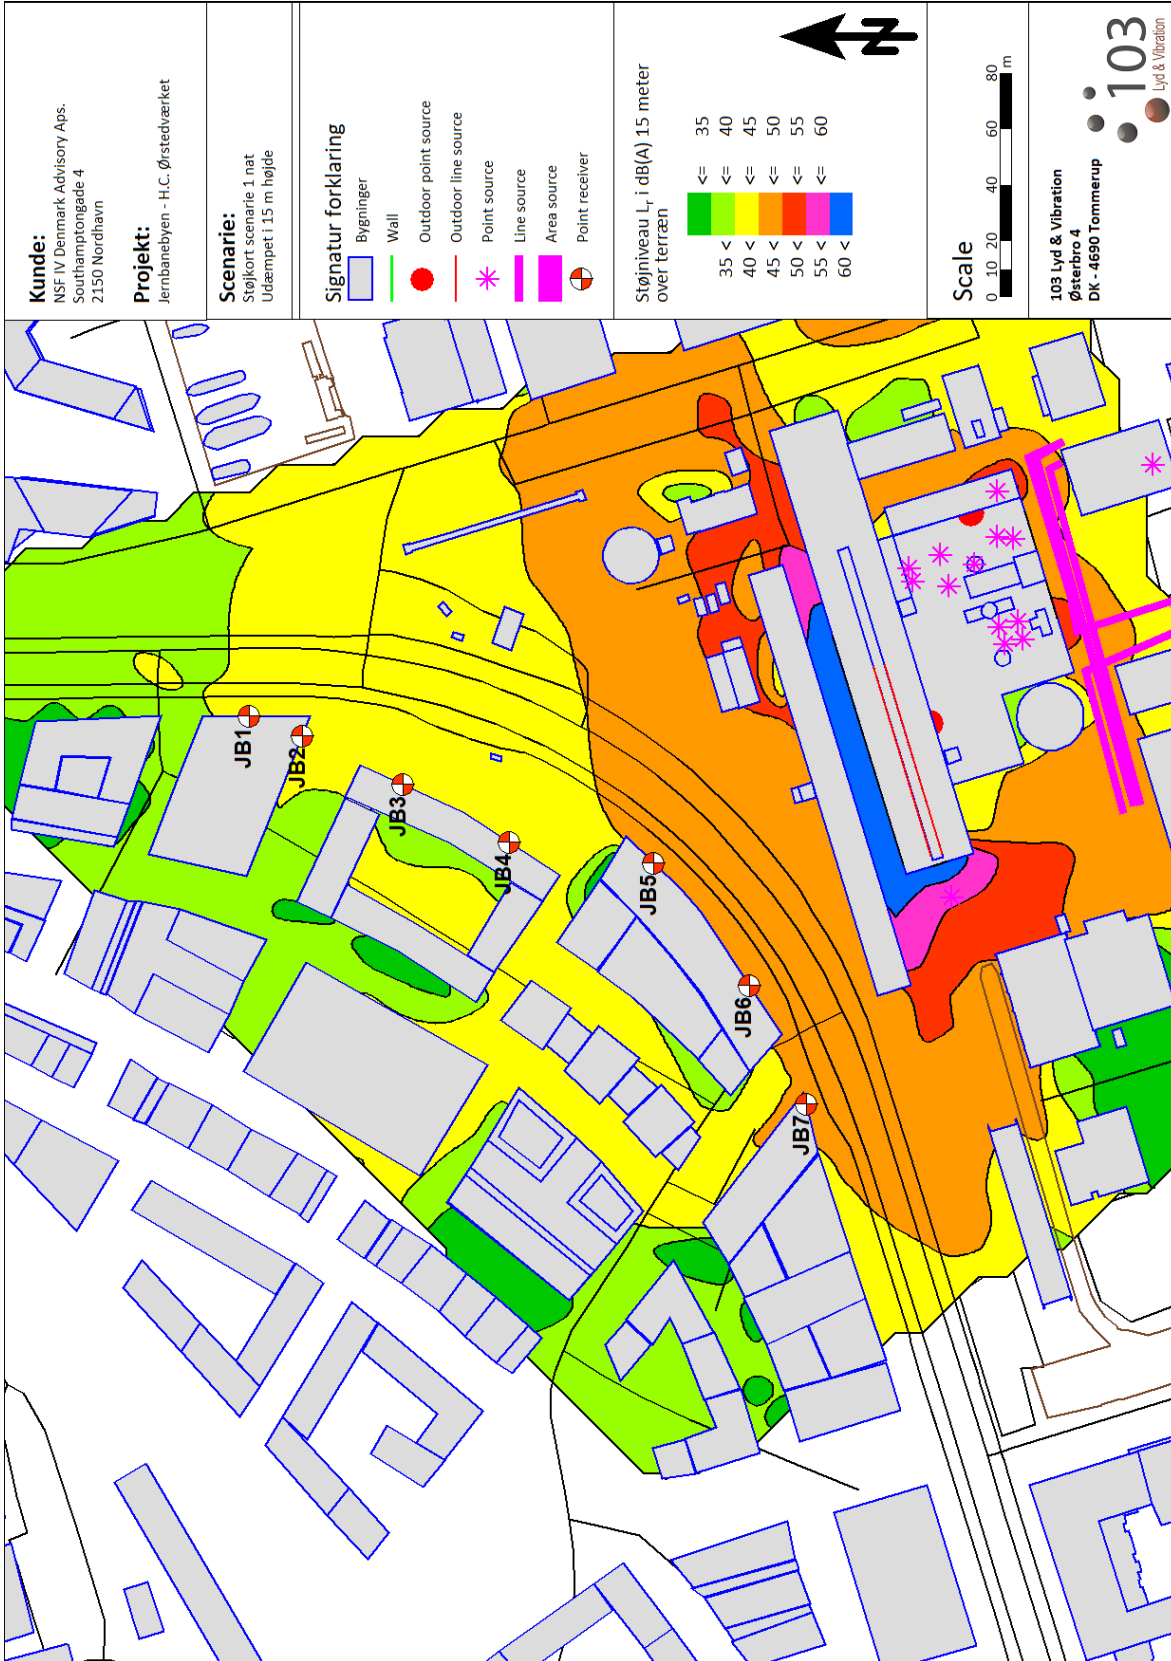 Kunde:
NSF IV Denmark Advisory Aps.
Southamptongade 4
2150 Nordhavn
Projekt:
Jernbanebyen - H.C. Ørstedværket
Scenarie:
Støjkort scenarie 1 nat
Udæmpet i 15 m højde
Signatur forklaring
Bygninger
Wall
Outdoor point source
Outdoor line source
Point source
Line source
Area source
Point receiver
Støjniveau Lr i dB(A) 15 meter
over terræn
<= 35
35 < <= 40
40 < <= 45
45 < <= 50
50 < <= 55
55 < <= 60
60 <
N
Scale
0 10 20 40 60 80
m
103 Lyd & Vibration
Østerbro 4
DK - 4690 Tommerup
103
Lyd & Vibration
JB1
JB2
JB3
JB4
JB5
JB6
JB7